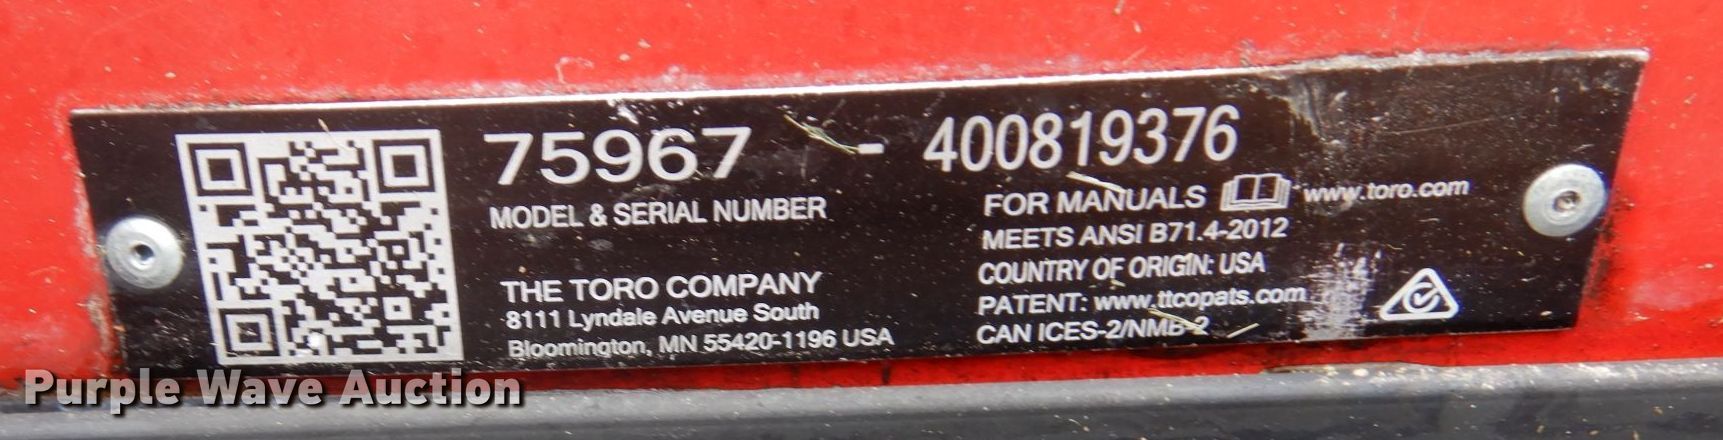 75967 - 400819376
MODEL & SERIAL NUMBER
FOR MANUALS www.toro.com
MEETS ANSI B71.4-2012
COUNTRY OF ORIGIN: USA
PATENT: www.ttcopats.com
CAN ICES-2/NMB-2
THE TORO COMPANY
8111 Lyndale Avenue South
Bloomington, MN 55420-1196 USA
Purple Wave Auction